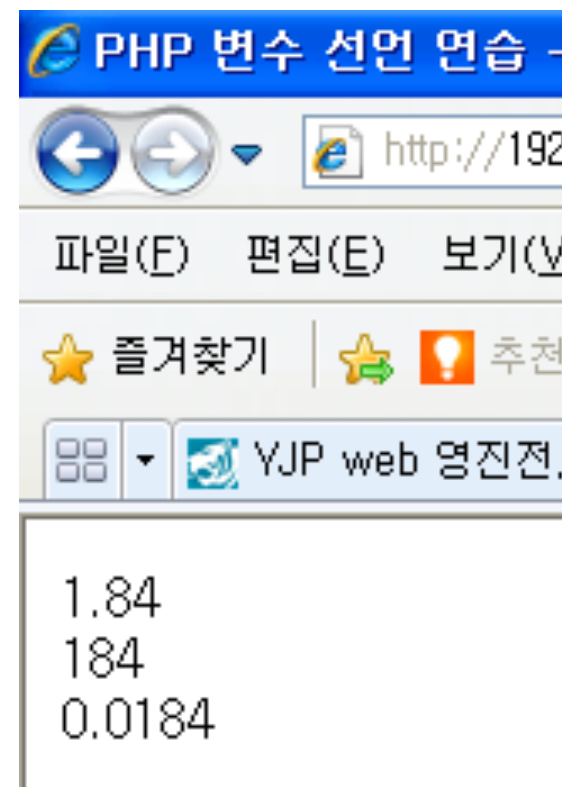 PHP 변수 선언 연습 -
http://192
파일(F) 편집(E) 보기(V
즐겨찾기 추천
YJP web 영진전.
1.84
184
0.0184